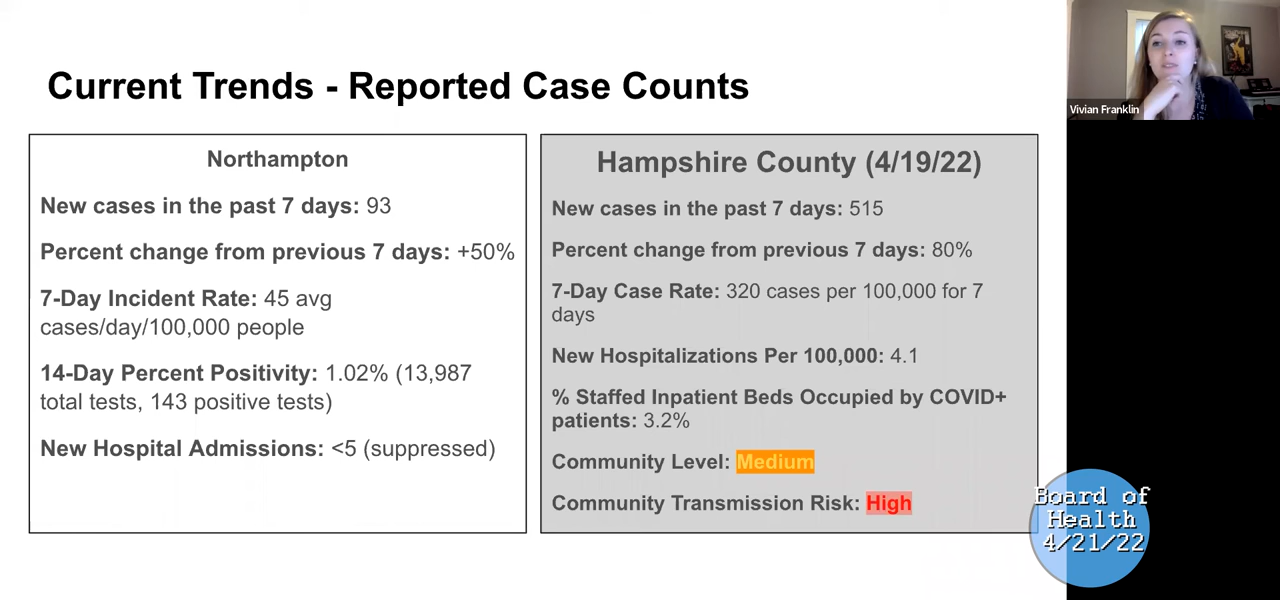 Current Trends - Reported Case Counts
Northampton
New cases in the past 7 days: 93
Percent change from previous 7 days: +50%
7-Day Incident Rate: 45 avg
cases/day/100,000 people
14-Day Percent Positivity: 1.02% (13,987
total tests, 143 positive tests)
New Hospital Admissions: <5 (suppressed)
Hampshire County (4/19/22)
New cases in the past 7 days: 515
Percent change from previous 7 days: 80%
7-Day Case Rate: 320 cases per 100,000 for 7
days
New Hospitalizations Per 100,000: 4.1
% Staffed Inpatient Beds Occupied by COVID+
patients: 3.2%
Community Level: Medium
Community Transmission Risk: High
Vivian Franklin
Board of
Health
4/21/22